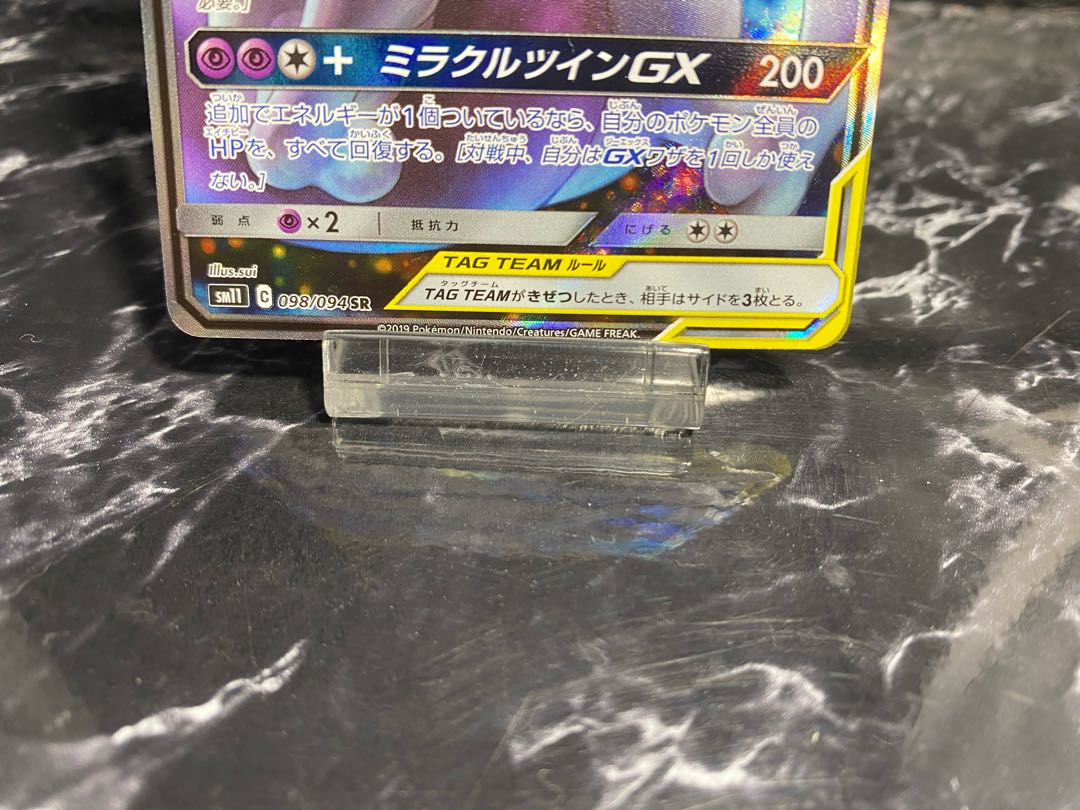 必要。]
+ ミラクルツインGX 200
追加でエネルギーが1個ついているなら、自分のポケモン全員の
HPを、すべて回復する。[対戦中、自分はGXワザを1回しか使え
ない。]
弱点 ×2 抵抗力 にげる
Illus.sui
TAG TEAM ルール
sm11 C 098/094 SR
TAG TEAMがきぜつしたとき、相手はサイドを3枚とる。
©2019 Pokémon/Nintendo/Creatures/GAME FREAK.